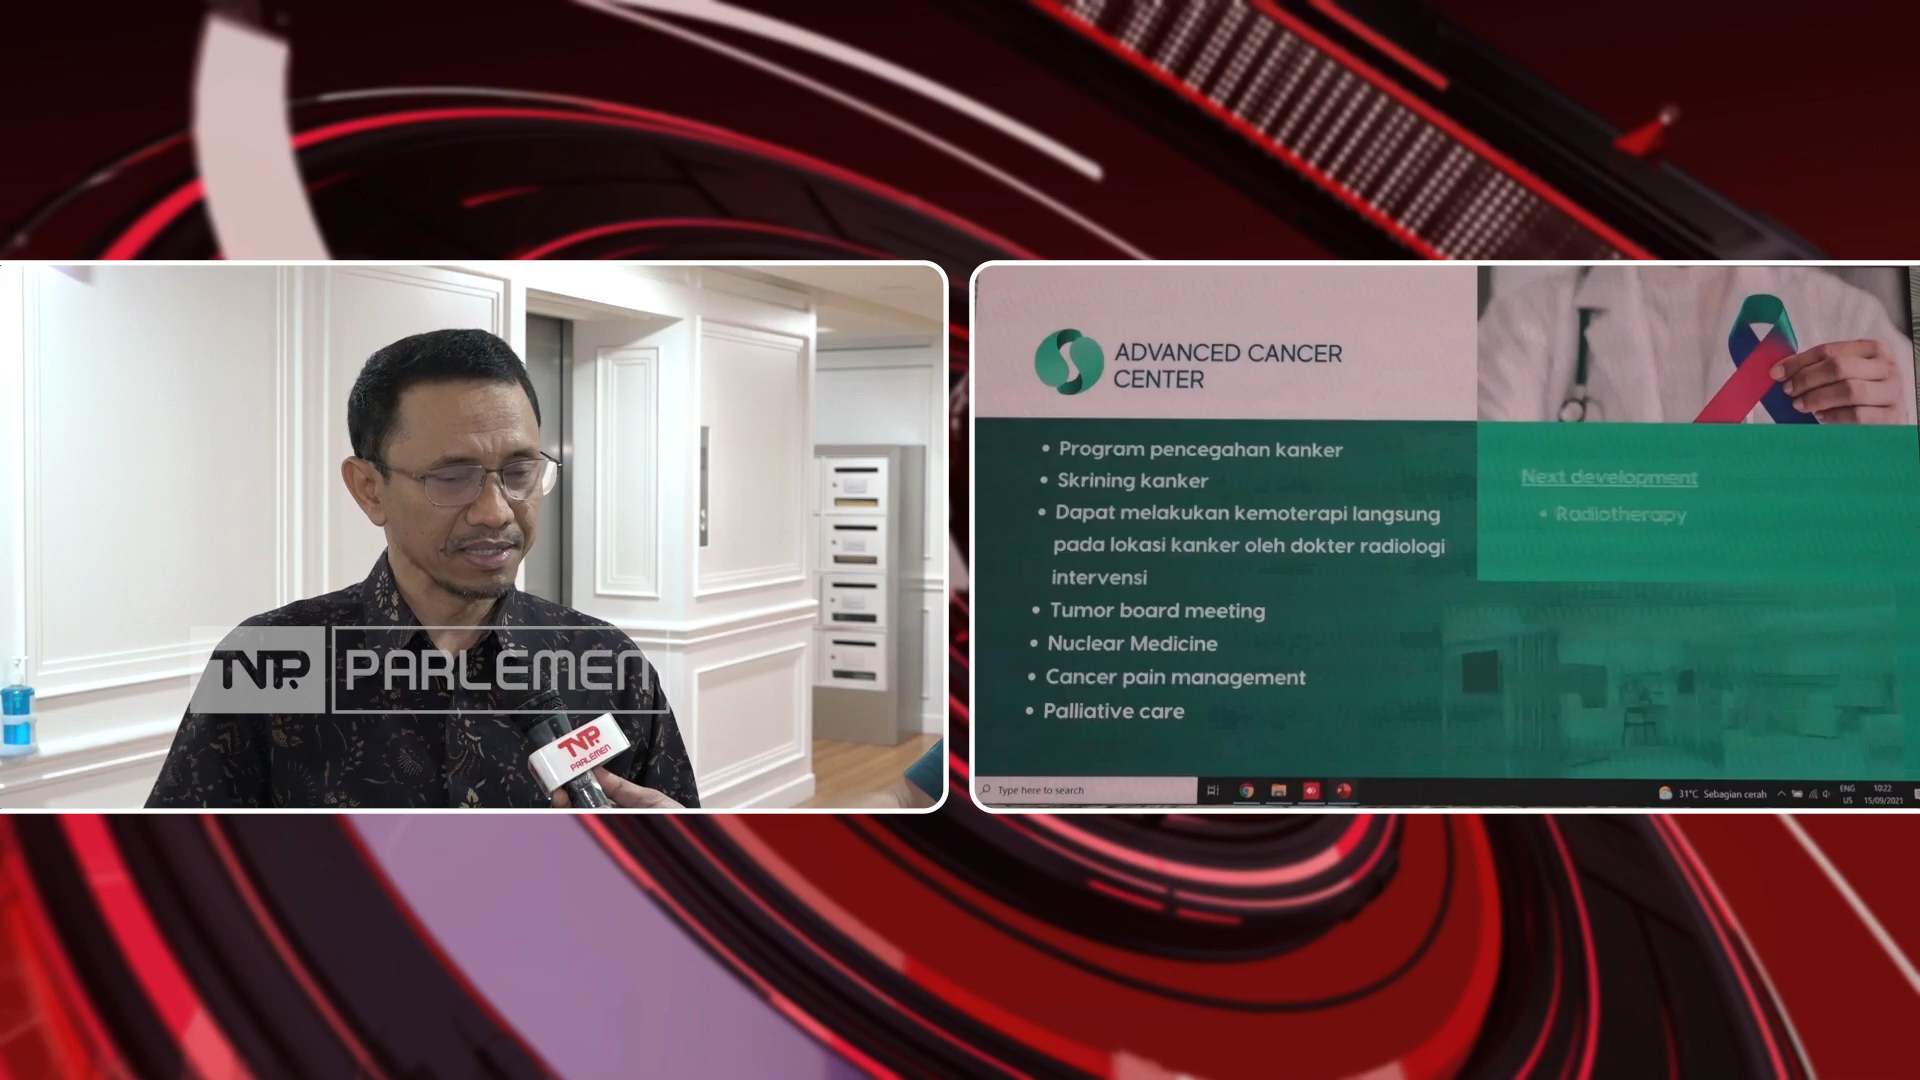 TVR PARLEMEN
TVR
PARLEMEN
ADVANCED CANCER
CENTER
• Program pencegahan kanker
• Skrining kanker
• Dapat melakukan kemoterapi langsung
pada lokasi kanker oleh dokter radiologi
intervensi
• Tumor board meeting
• Nuclear Medicine
• Cancer pain management
• Palliative care
Next development
• Radiotherapy
Type here to search
31°C Sebagian cerah
ENG
US
10:22
15/09/2021